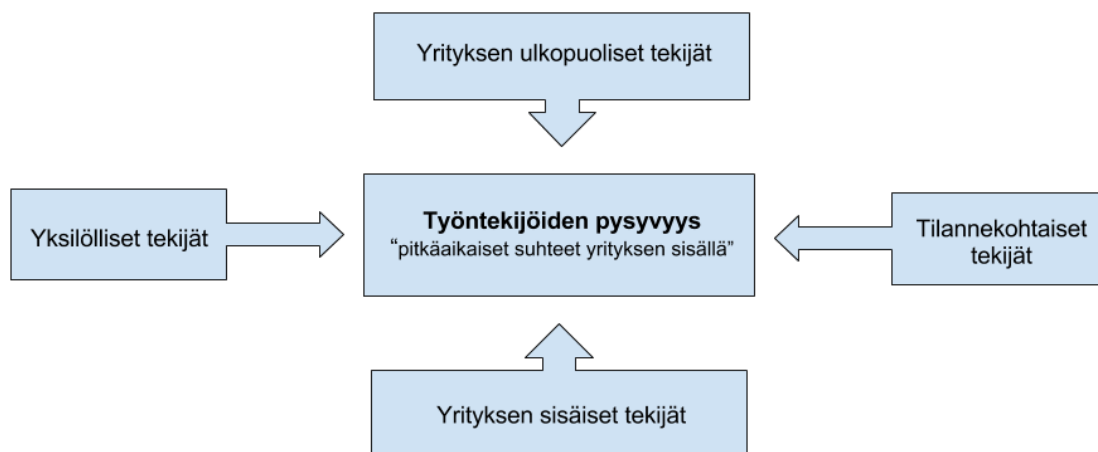 Yrityksen ulkopuoliset tekijät
Yksilölliset tekijät
Työntekijöiden pysyvyys
“pitkäaikaiset suhteet yrityksen sisällä”
Tilannekohtaiset
tekijät
Yrityksen sisäiset tekijät